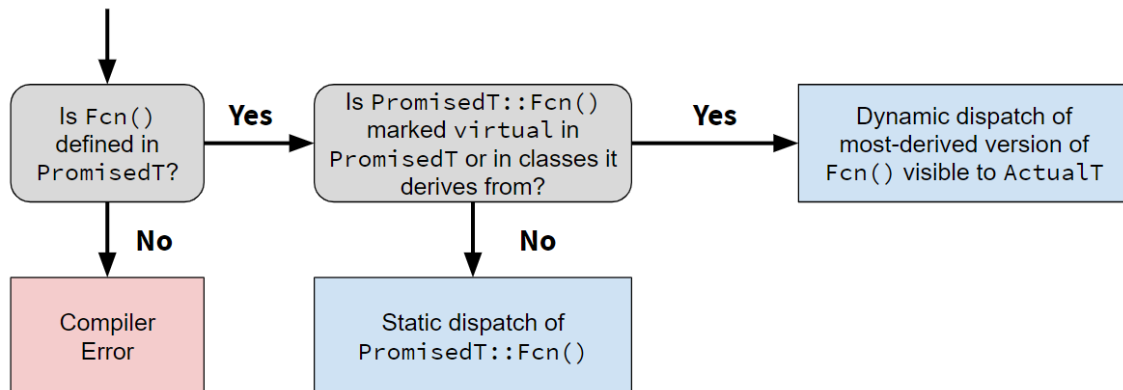 Is Fcn()
defined in
PromisedT?
Yes
Is PromisedT::Fcn()
marked virtual in
PromisedT or in classes it
derives from?
Yes
Dynamic dispatch of
most-derived version of
Fcn() visible to ActualT
No
No
Compiler
Error
Static dispatch of
PromisedT::Fcn()